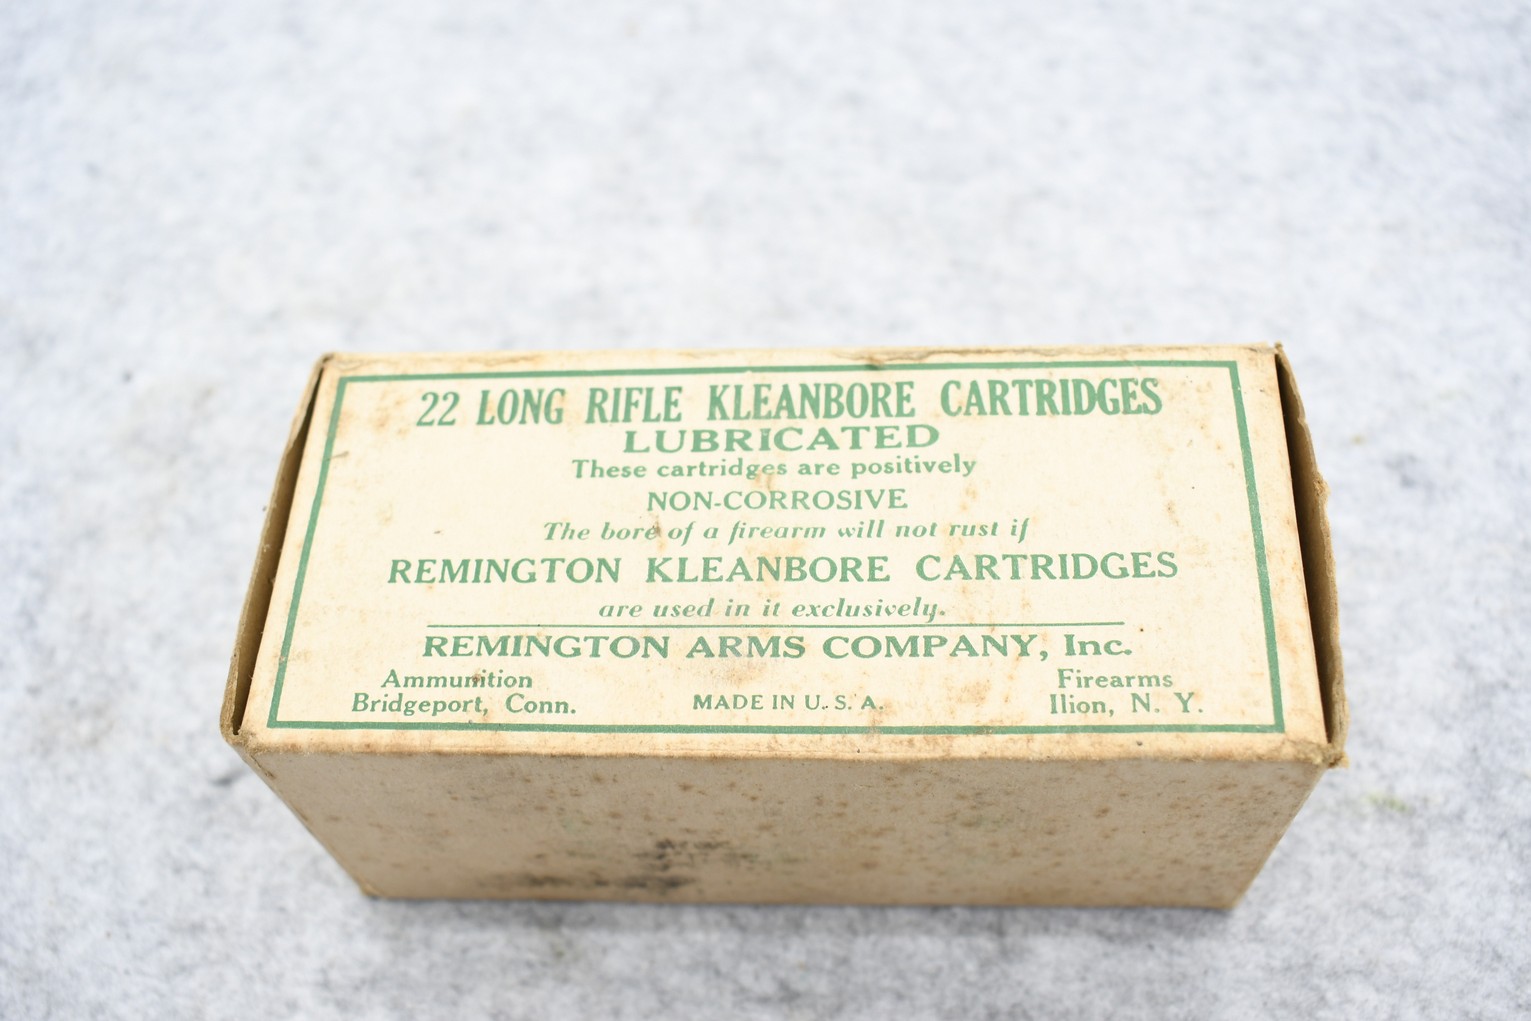 22 LONG RIFLE KLEANBORE CARTRIDGES
LUBRICATED
These cartridges are positively
NON-CORROSIVE
The bore of a firearm will not rust if
REMINGTON KLEANBORE CARTRIDGES
are used in it exclusively.
REMINGTON ARMS COMPANY, Inc.
Ammunition Firearms
Bridgeport, Conn. MADE IN U. S. A. Ilion, N. Y.